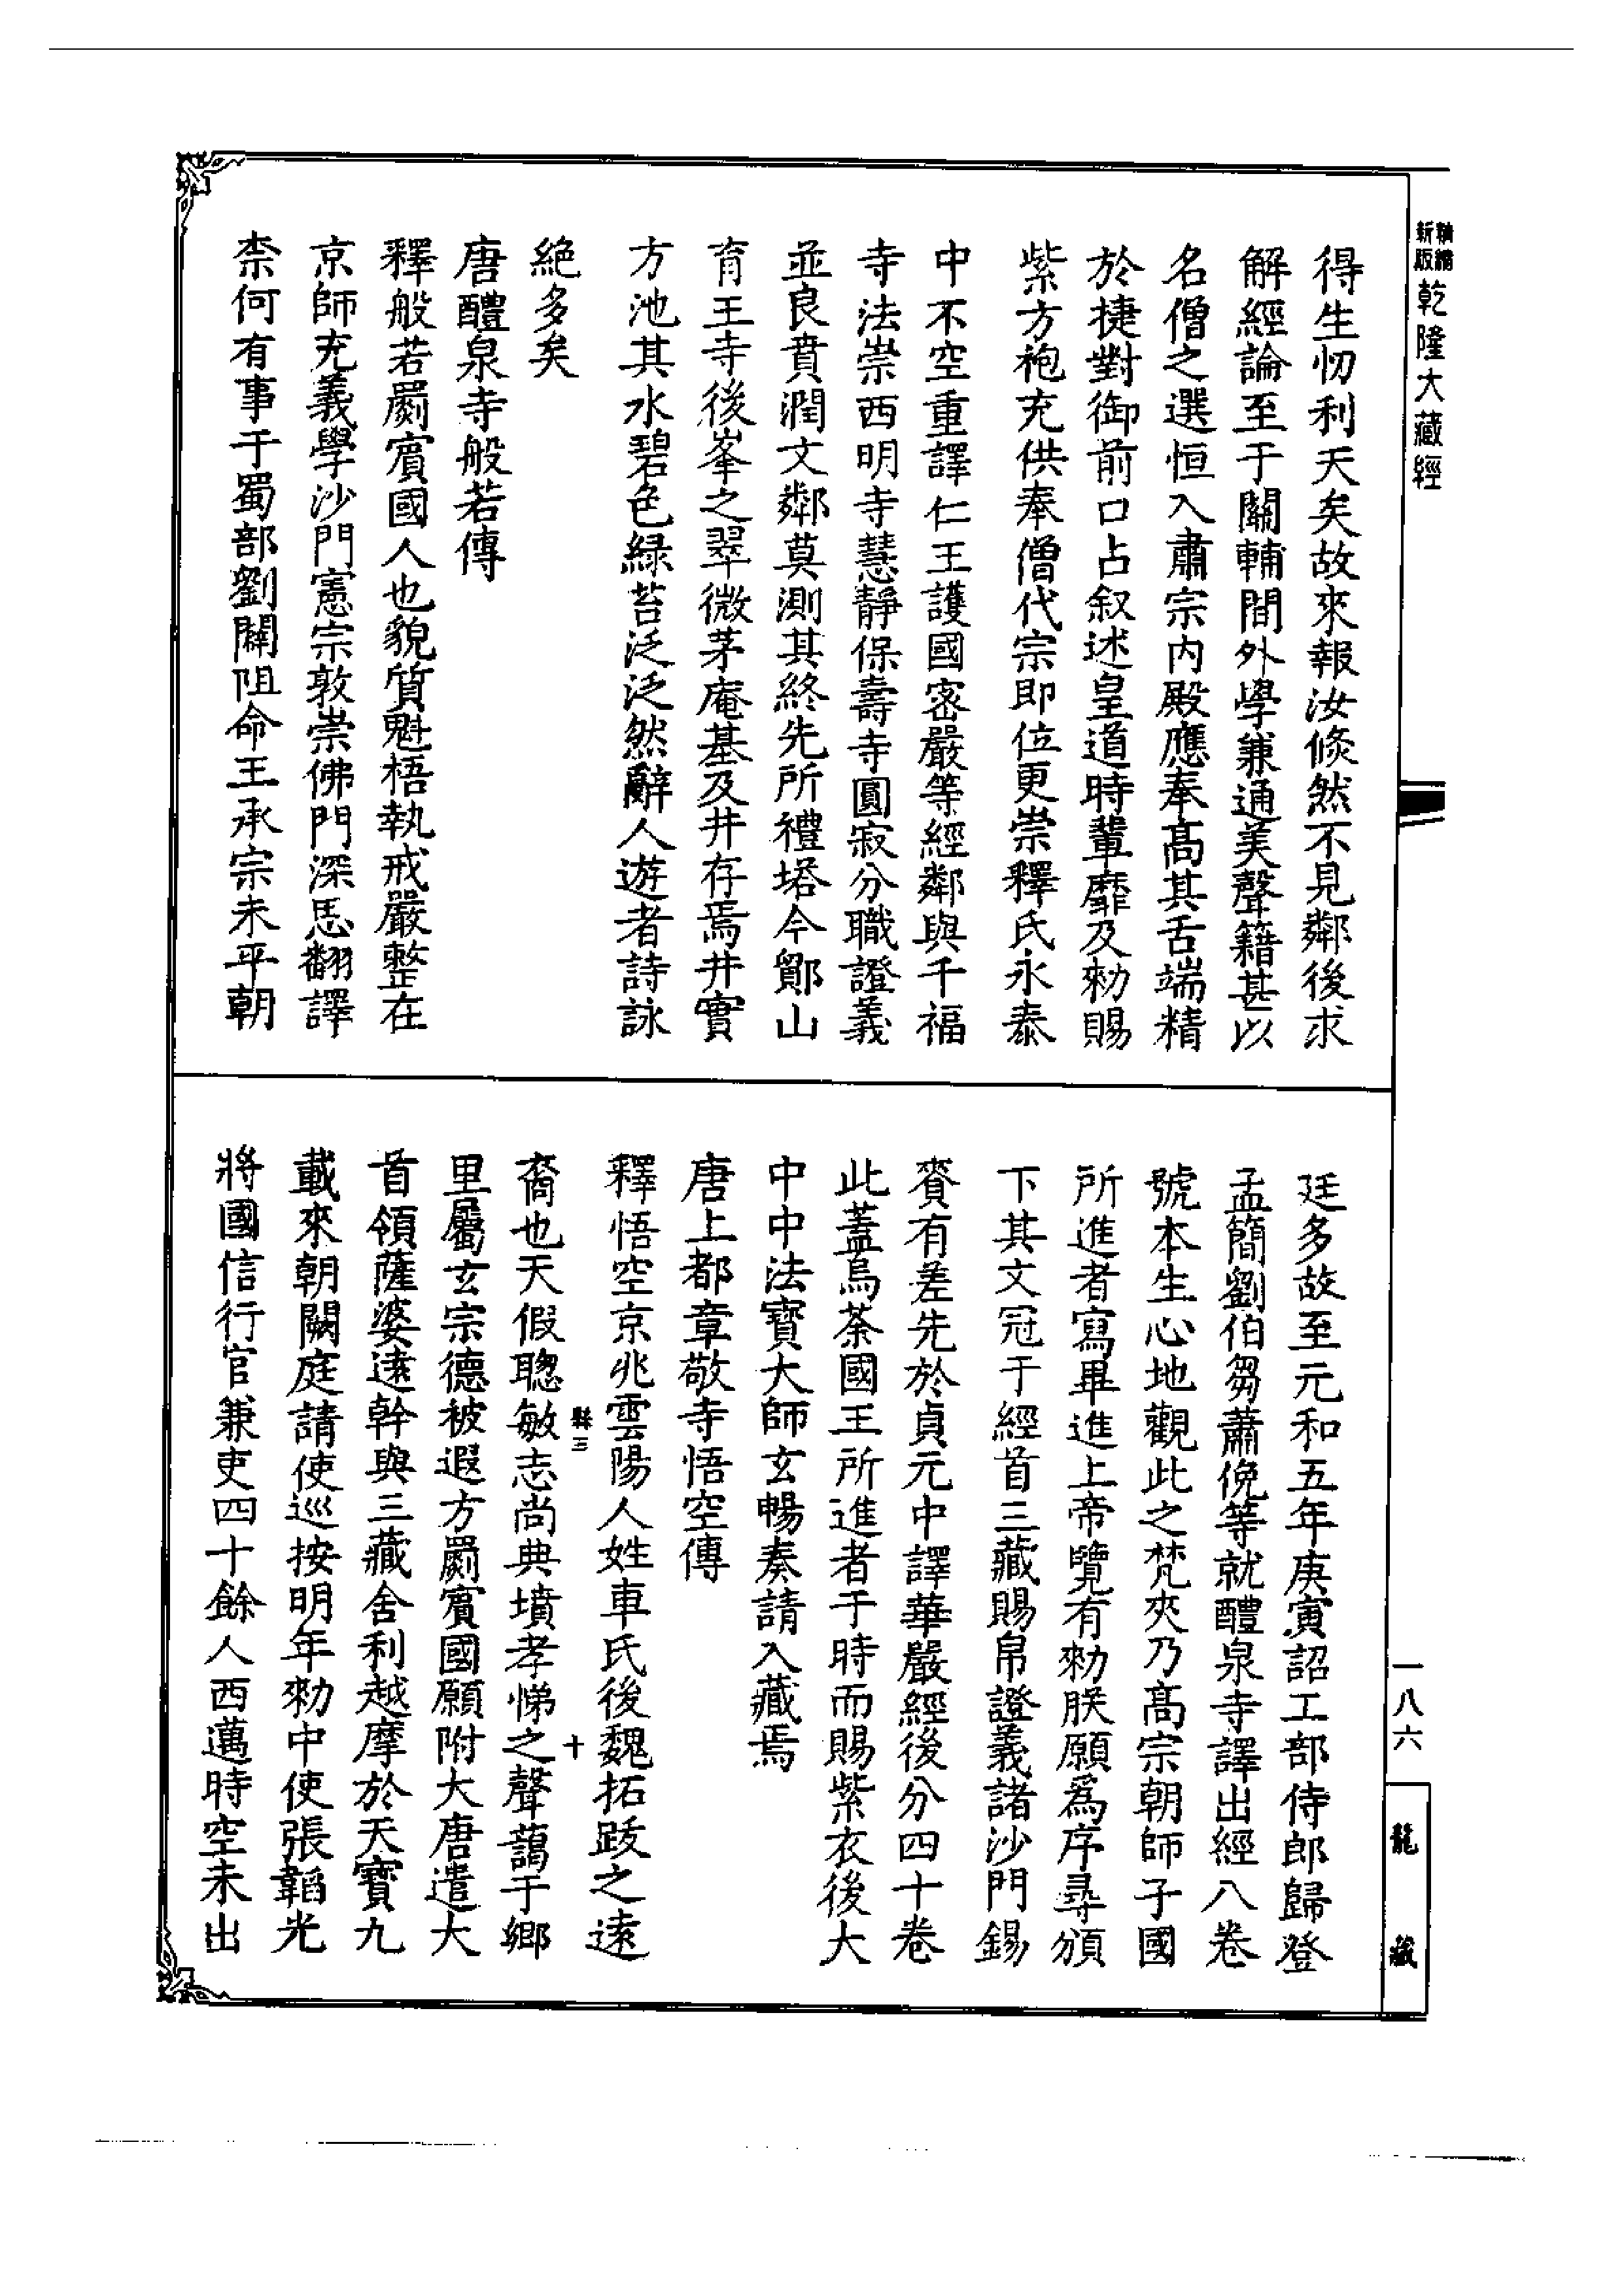 精縮
新版
乾隆大藏經
得生忉利天矣故來報汝倐然不見鄰後求
解經論至于關輔間外學兼通美聲籍甚以
名僧之選恒入肅宗内殿應奉高其舌端精
於捷對御前口占叙述皇道時輩靡及勑賜
紫方袍充供奉僧代宗即位更崇釋氏永泰
中不空重譯仁王護國密嚴等經鄰與千福
寺法崇西明寺慧靜保壽寺圓寂分職證義
並良賁潤文鄰莫測其終先所禮塔今鄮山
育王寺後峯之翠微茅庵基及井存焉井實
方池其水碧色緑苔泛泛然辭人遊者詩詠
絶多矣
唐醴泉寺般若傳
釋般若罽賓國人也貌質魁梧執戒嚴整在
京師充義學沙門憲宗敦崇佛門深思翻譯
柰何有事于蜀部劉闢阻命王承宗未平朝
廷多故至元和五年庚寅詔工部侍郎歸登
孟簡劉伯芻蕭俛等就醴泉寺譯出經八卷
號本生心地觀此之梵夾乃高宗朝師子國
所進者寫畢進上帝覽有勑朕願爲序尋頒
下其文冠于經首三藏賜帛證義諸沙門錫
賚有差先於貞元中譯華嚴經後分四十卷
此蓋烏荼國王所進者于時而賜紫衣後大
中中法寶大師玄暢奏請入藏焉
唐上都章敬寺悟空傳
釋悟空京兆雲陽人姓車氏後魏拓跋之遠
縣三
十
裔也天假聰敏志尚典墳孝悌之聲藹于鄉
里屬玄宗德被遐方罽賓國願附大唐遣大
首領薩婆遠幹與三藏舍利越摩於天寶九
載來朝闕庭請使巡按明年勑中使張韜光
將國信行官兼吏四十餘人西邁時空未出
一八六
龍藏